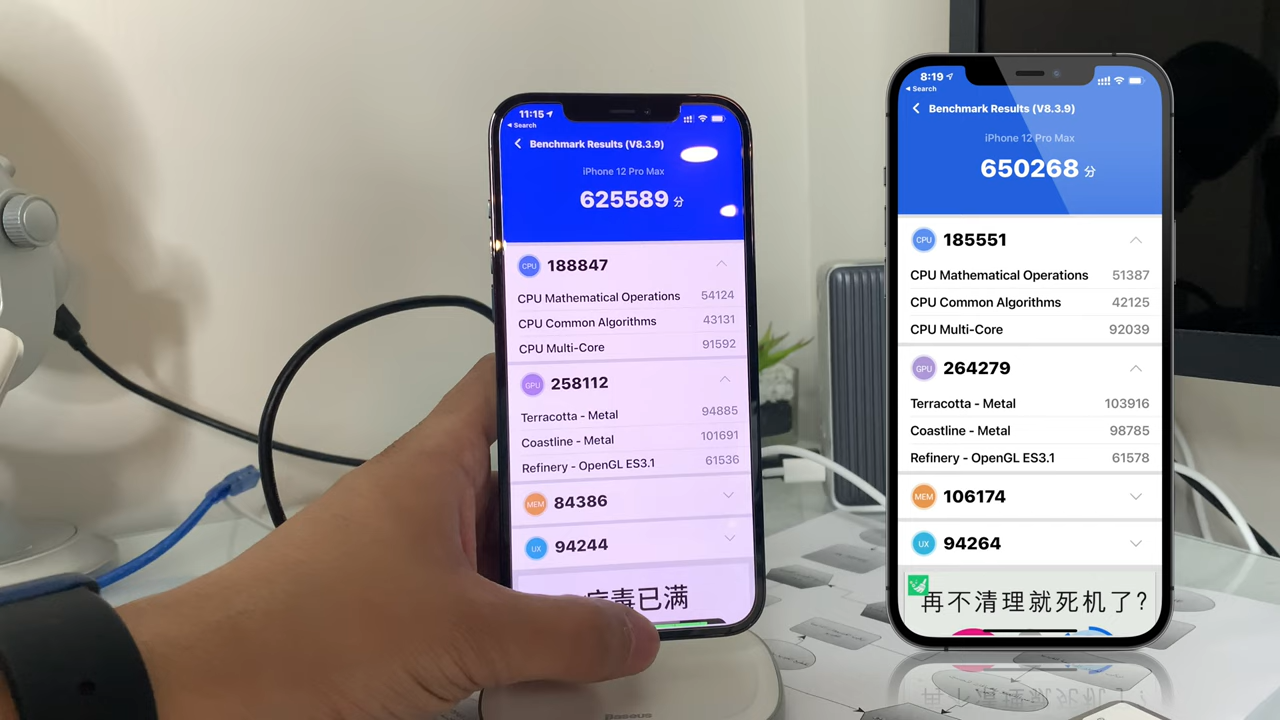 11:15
Search
Benchmark Results (V8.3.9)
iPhone 12 Pro Max
625589 分
CPU 188847
CPU Mathematical Operations 54124
CPU Common Algorithms 43131
CPU Multi-Core 91592
GPU 258112
Terracotta - Metal 94885
Coastline - Metal 101691
Refinery - OpenGL ES3.1 61536
MEM 84386
UX 94244
毒已满
Baseus
8:19
Search
Benchmark Results (V8.3.9)
iPhone 12 Pro Max
650268 分
CPU 185551
CPU Mathematical Operations 51387
CPU Common Algorithms 42125
CPU Multi-Core 92039
GPU 264279
Terracotta - Metal 103916
Coastline - Metal 98785
Refinery - OpenGL ES3.1 61578
MEM 106174
UX 94264
再不清理就死机了?